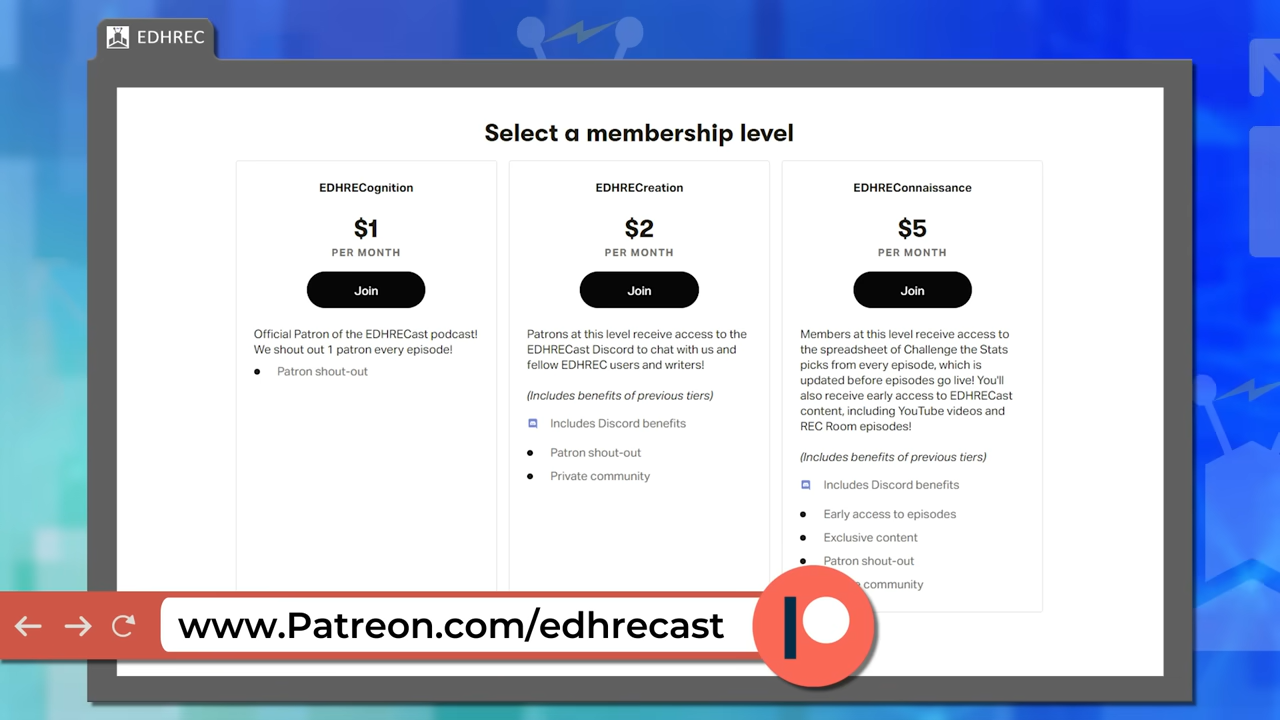 EDHREC
Select a membership level
EDHRECognition
$1
PER MONTH
Join
Official Patron of the EDHRECast podcast!
We shout out 1 patron every episode!
Patron shout-out
EDHRECreation
$2
PER MONTH
Join
Patrons at this level receive access to the
EDHRECast Discord to chat with us and
fellow EDHREC users and writers!
(Includes benefits of previous tiers)
Includes Discord benefits
Patron shout-out
Private community
EDHREConnaissance
$5
PER MONTH
Join
Members at this level receive access to
the spreadsheet of Challenge the Stats
picks from every episode, which is
updated before episodes go live! You'll
also receive early access to EDHRECast
content, including YouTube videos and
REC Room episodes!
(Includes benefits of previous tiers)
Includes Discord benefits
Early access to episodes
Exclusive content
Patron shout-out
community
www.Patreon.com/edhrecast